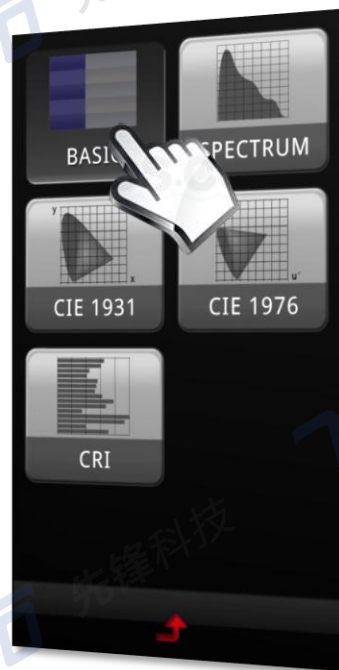 BASIC
SPECTRUM
y
x
u'
CIE 1931
CIE 1976
CRI
先锋科技